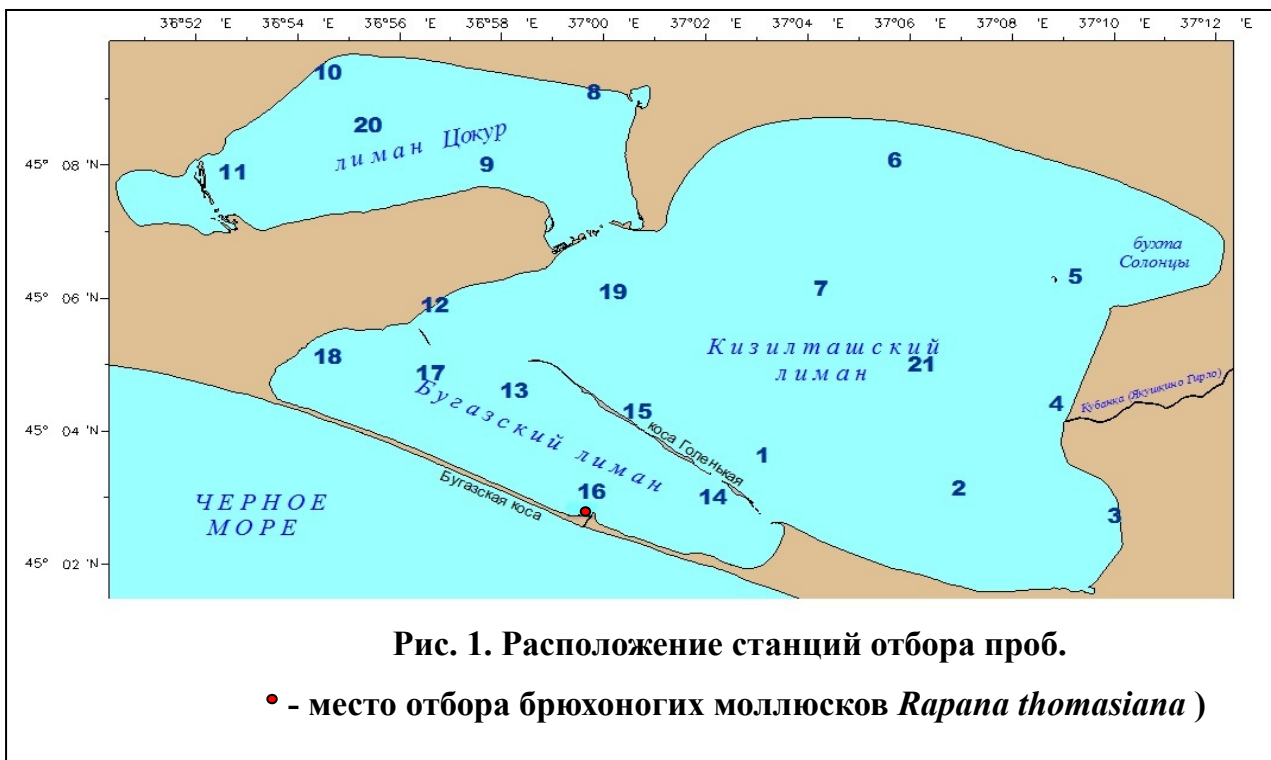 36°52 'E 36°54 'E 36°56 'E 36°58 'E 37°00 'E 37°02 'E 37°04 'E 37°06 'E 37°08 'E 37°10 'E 37°12 'E
10
8
20
лиман Цокур
9
6
45° 08 'N
11
бухта
Солонцы
5
19
7
45° 06 'N
12
18
17
13
Кизилташский
лиман
21
15
4
Кубанка (Якушкино Гирло)
45° 04 'N
Бугазский лиман
коса Голенькая
1
Бугазская коса
16
14
2
3
ЧЕРНОЕ
МОРЕ
45° 02 'N
Рис. 1. Расположение станций отбора проб.
- место отбора брюхоногих моллюсков Rapana thomasiana )